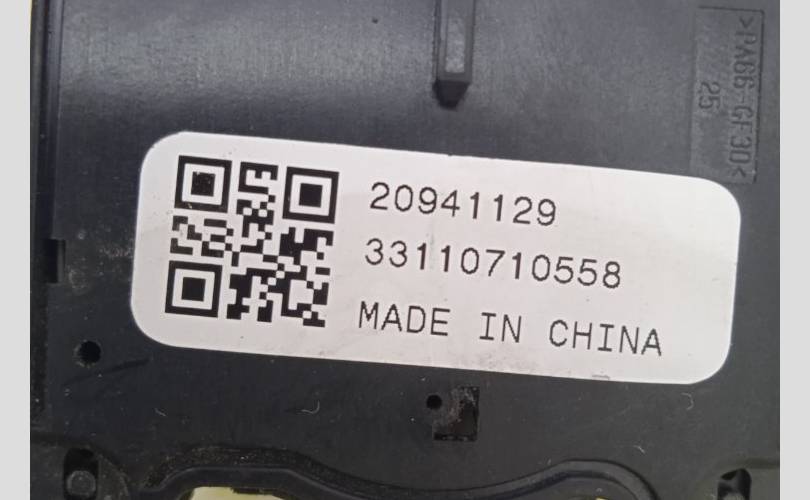 >PA66-GF30<
25
20941129
33110710558
MADE IN CHINA